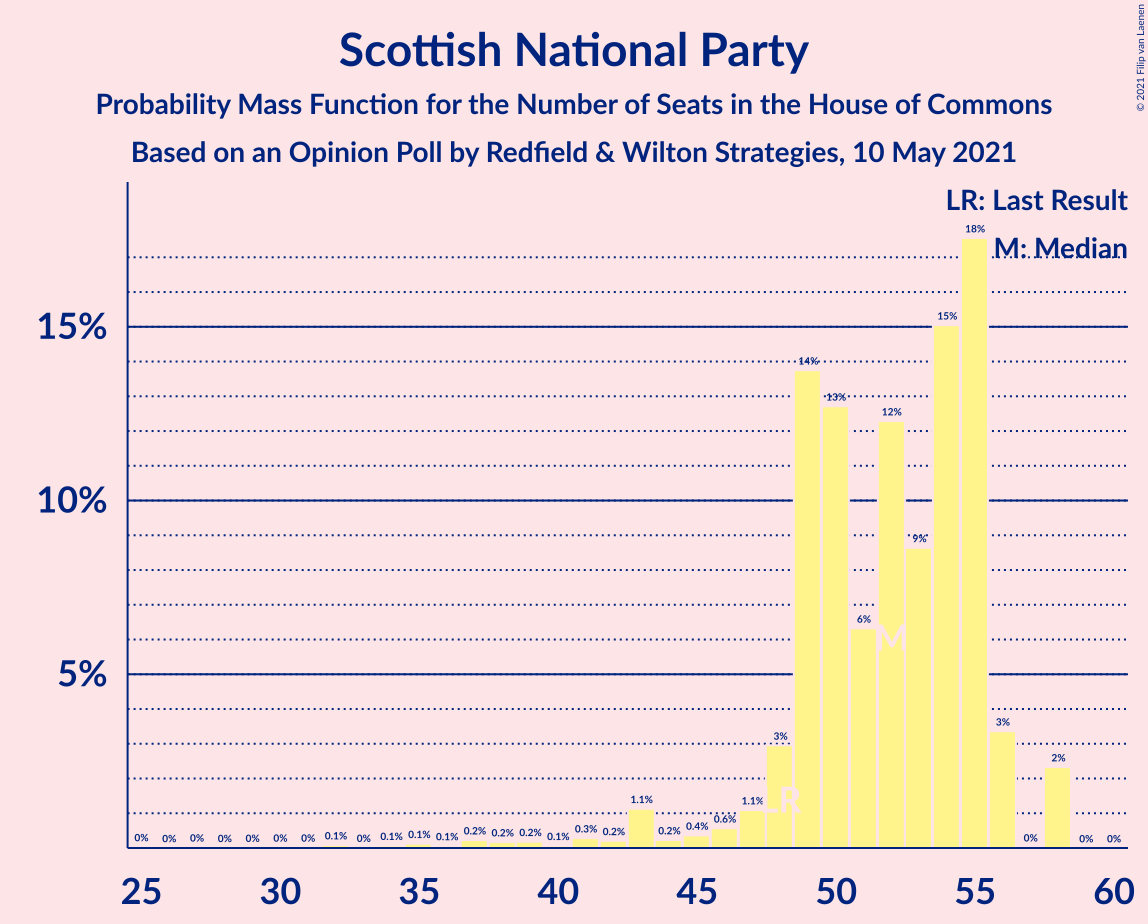 Scottish National Party
Probability Mass Function for the Number of Seats in the House of Commons
Based on an Opinion Poll by Redfield & Wilton Strategies, 10 May 2021
© 2021 Filip van Laenen
LR: Last Result
M: Median
15%
10%
5%
0% 0% 0% 0% 0% 0% 0% 0.1% 0% 0.1% 0.1% 0.1% 0.2% 0.2% 0.2% 0.1% 0.3% 0.2% 1.1% 0.2% 0.4% 0.6% 1.1% 3% 14% 13% 6% 12% 9% 15% 18% 3% 0% 2% 0% 0%
LR
M
25 30 35 40 45 50 55 60